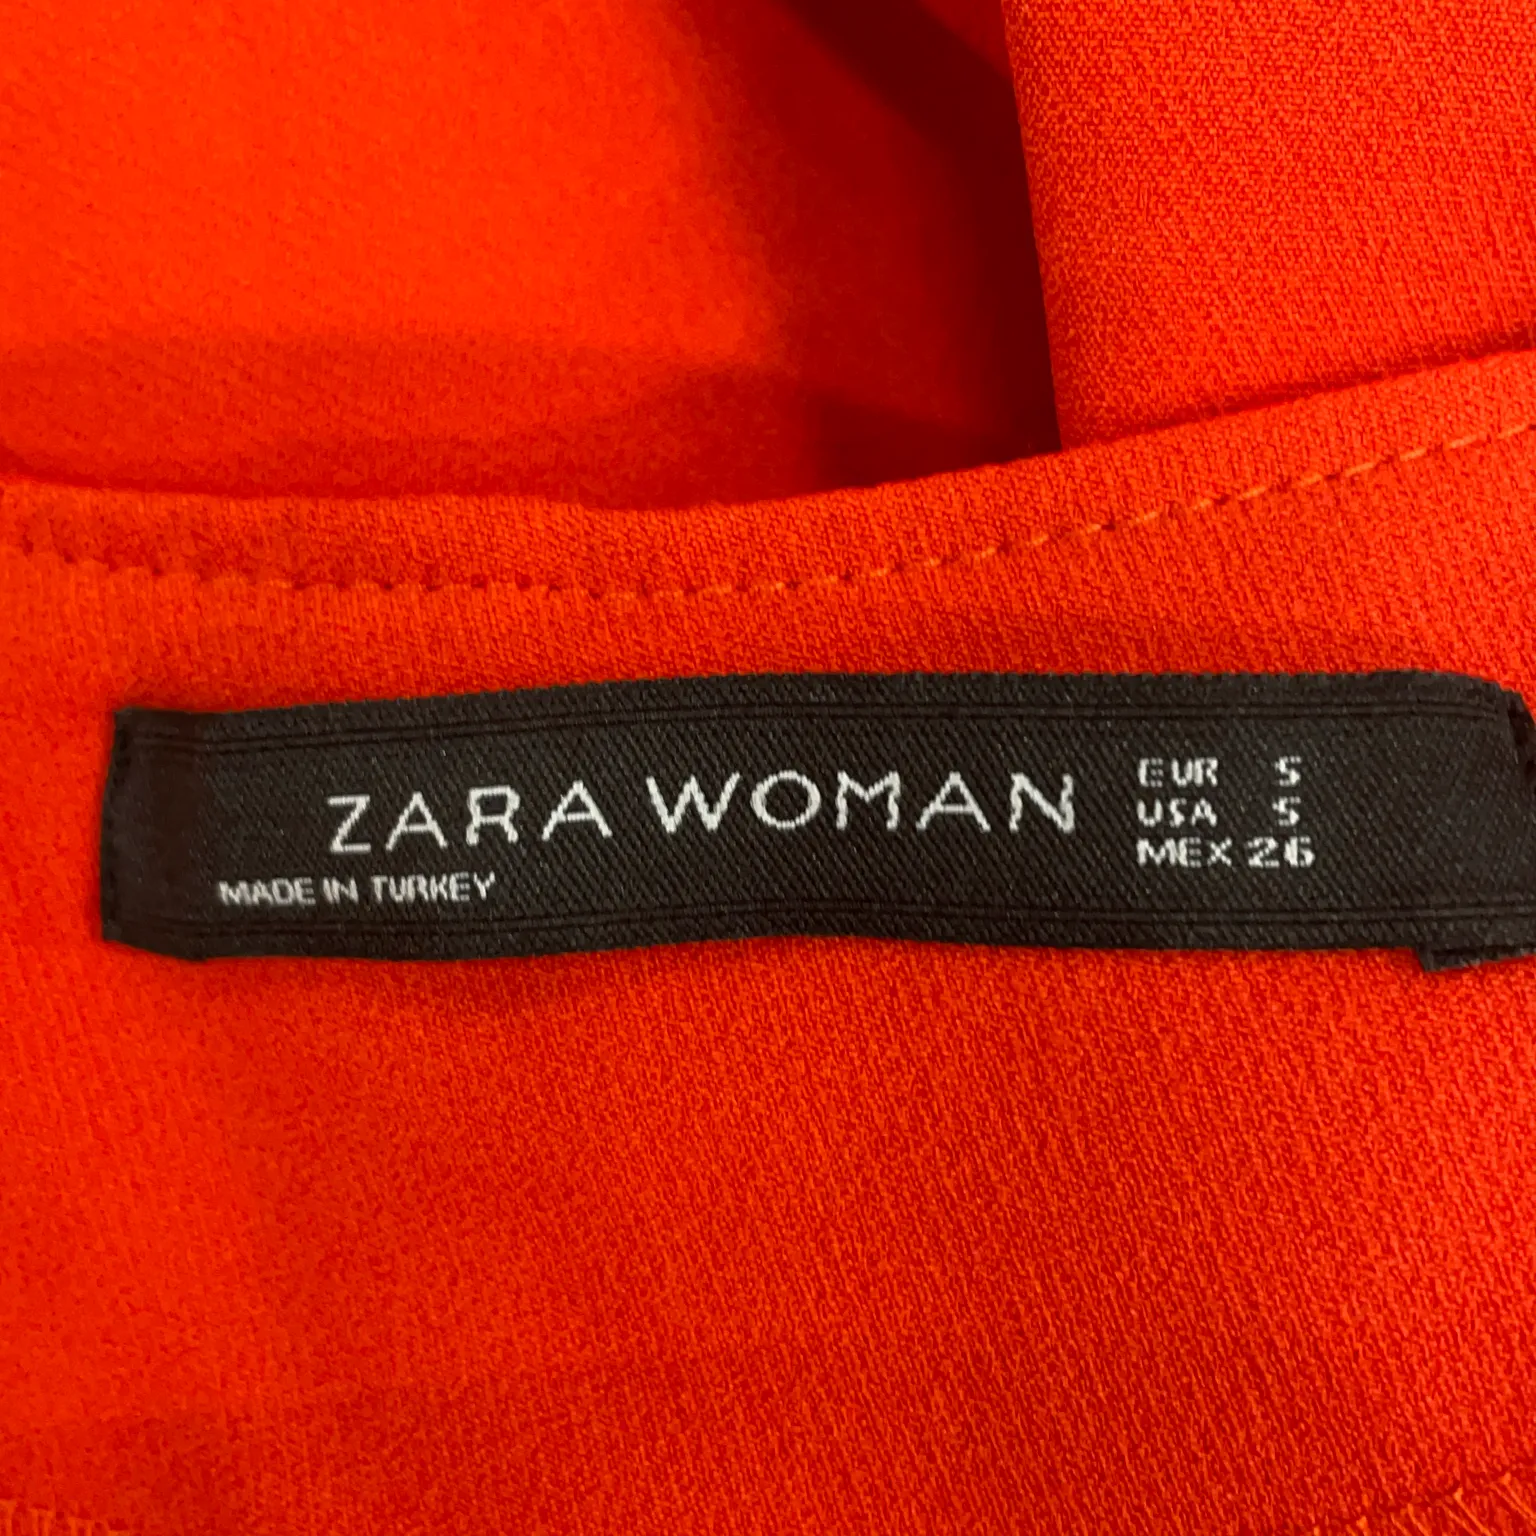 ZARA WOMAN
MADE IN TURKEY
EUR S
USA S
MEX 26